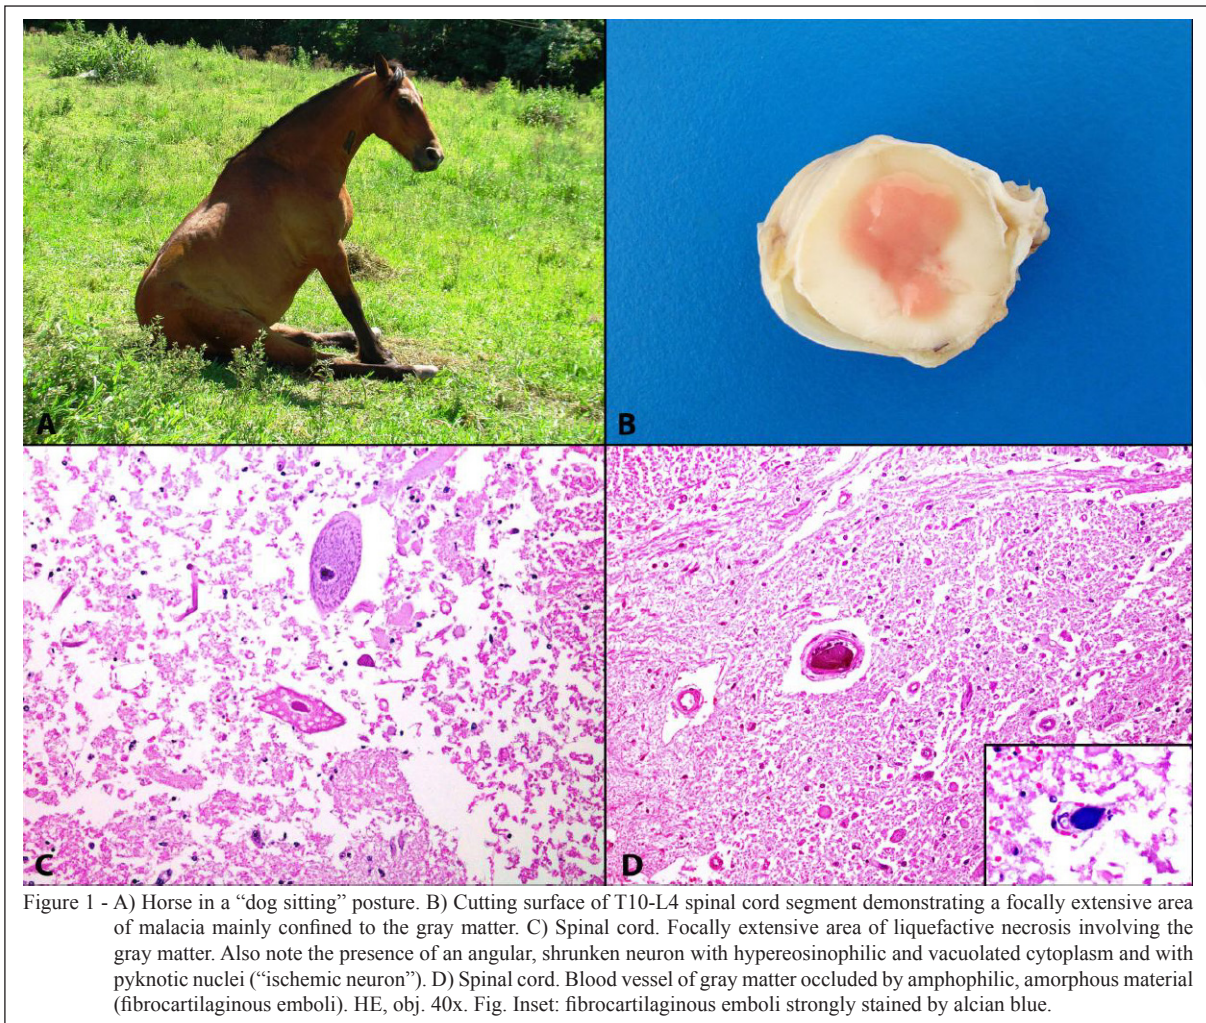 A
B
C
D
Figure 1 - A) Horse in a “dog sitting” posture. B) Cutting surface of T10-L4 spinal cord segment demonstrating a focally extensive area
of malacia mainly confined to the gray matter. C) Spinal cord. Focally extensive area of liquefactive necrosis involving the
gray matter. Also note the presence of an angular, shrunken neuron with hypereosinophilic and vacuolated cytoplasm and with
pyknotic nuclei (“ischemic neuron”). D) Spinal cord. Blood vessel of gray matter occluded by amphophilic, amorphous material
(fibrocartilaginous emboli). HE, obj. 40x. Fig. Inset: fibrocartilaginous emboli strongly stained by alcian blue.